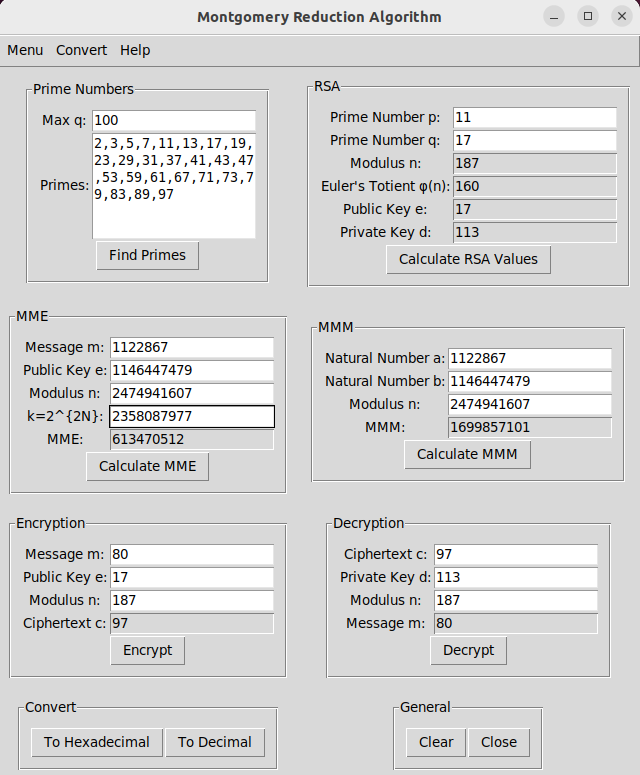 Montgomery Reduction Algorithm
Menu Convert Help
Prime Numbers
Max q: 100
Primes:
2,3,5,7,11,13,17,19,
23,29,31,37,41,43,47
,53,59,61,67,71,73,7
9,83,89,97
Find Primes
RSA
Prime Number p: 11
Prime Number q: 17
Modulus n: 187
Euler's Totient φ(n): 160
Public Key e: 17
Private Key d: 113
Calculate RSA Values
MME
Message m: 1122867
Public Key e: 1146447479
Modulus n: 2474941607
k=2^{2N}: 2358087977
MME: 613470512
Calculate MME
MMM
Natural Number a: 1122867
Natural Number b: 1146447479
Modulus n: 2474941607
MMM: 1699857101
Calculate MMM
Encryption
Message m: 80
Public Key e: 17
Modulus n: 187
Ciphertext c: 97
Encrypt
Decryption
Ciphertext c: 97
Private Key d: 113
Modulus n: 187
Message m: 80
Decrypt
Convert
To Hexadecimal To Decimal
General
Clear Close